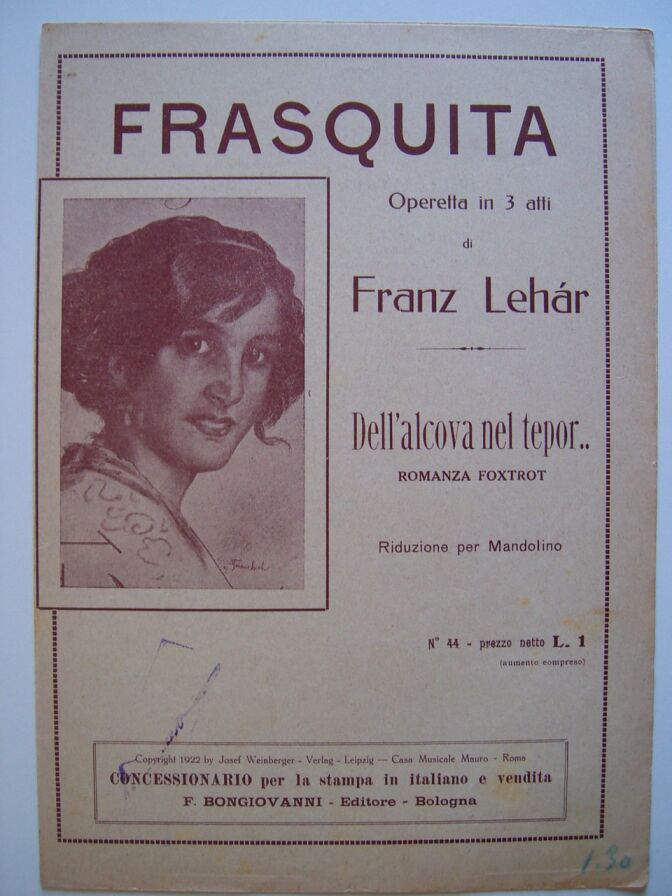 FRASQUITA
Operetta in 3 atti
di
Franz Lehár
Dell'alcova nel tepor..
ROMANZA FOXTROT
Riduzione per Mandolino
N° 44 - prezzo netto L. 1
(aumento compreso)
Copyright 1922 by Josef Weinberger - Verlag - Leipzig — Casa Musicale Mauro - Roma
CONCESSIONARIO per la stampa in italiano e vendita
F. BONGIOVANNI - Editore - Bologna
1.30